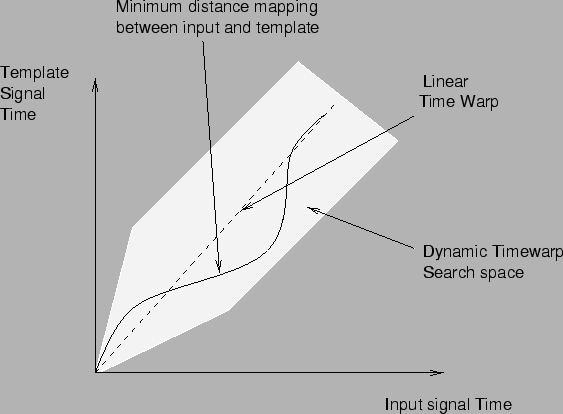 Minimum distance mapping
between input and template
Template
Signal
Time
Linear
Time Warp
Dynamic Timewarp
Search space
Input signal Time